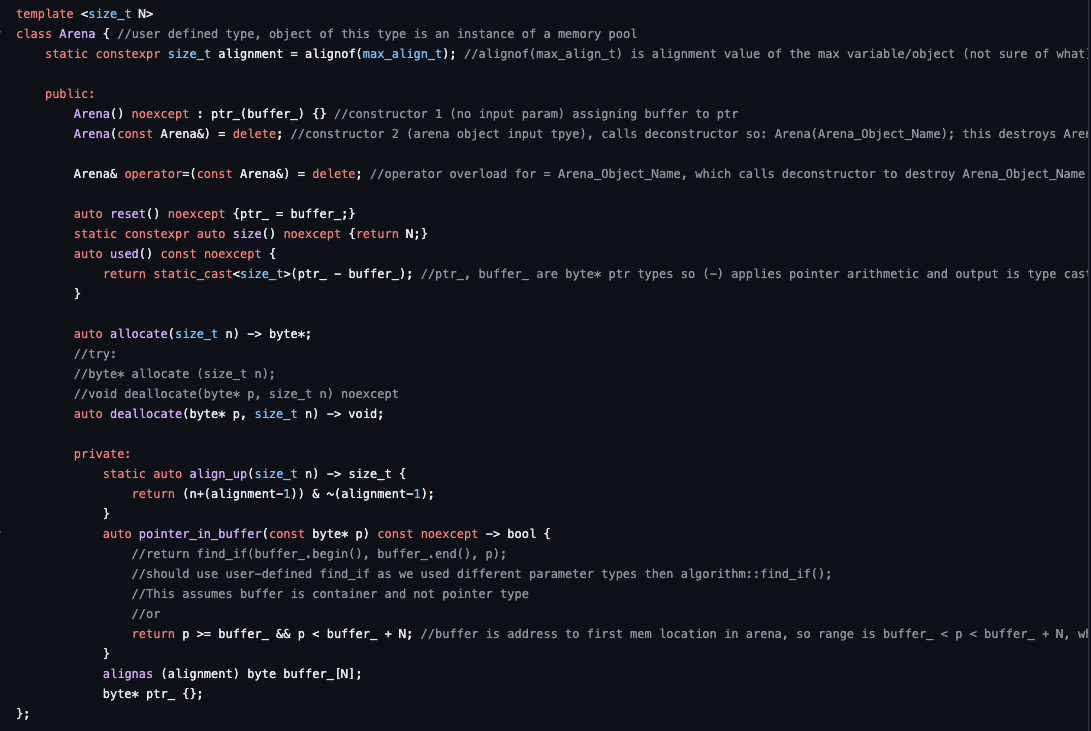 template <size_t N>
class Arena { //user defined type, object of this type is an instance of a memory pool
    static constexpr size_t alignment = alignof(max_align_t); //alignof(max_align_t) is alignment value of the max variable/object (not sure of what

    public:
        Arena() noexcept : ptr_(buffer_) {} //constructor 1 (no input param) assigning buffer to ptr
        Arena(const Arena&) = delete; //constructor 2 (arena object input tpye), calls deconstructor so: Arena(Arena_Object_Name); this destroys

        Arena& operator=(const Arena&) = delete; //operator overload for = Arena_Object_Name, which calls deconstructor to destroy Arena_Object_Name

        auto reset() noexcept {ptr_ = buffer_;}
        static constexpr auto size() noexcept {return N;}
        auto used() const noexcept {
            return static_cast<size_t>(ptr_ - buffer_); //ptr_, buffer_ are byte* ptr types so (-) applies pointer arithmetic and output is type
        }

        auto allocate(size_t n) -> byte*;
        //try:
        //byte* allocate (size_t n);
        //void deallocate(byte* p, size_t n) noexcept
        auto deallocate(byte* p, size_t n) -> void;

        private:
            static auto align_up(size_t n) -> size_t {
                return (n+(alignment-1)) & ~(alignment-1);
            }
            auto pointer_in_buffer(const byte* p) const noexcept -> bool {
                //return find_if(buffer_.begin(), buffer_.end(), p);
                //should use user-defined find_if as we used different parameter types then algorithm::find_if();
                //This assumes buffer is container and not pointer type
                //or
                return p >= buffer_ && p < buffer_ + N; //buffer is address to first mem location in arena, so range is buffer_ < p < buffer_ + N,
            }
            alignas (alignment) byte buffer_[N];
            byte* ptr_ {};
};